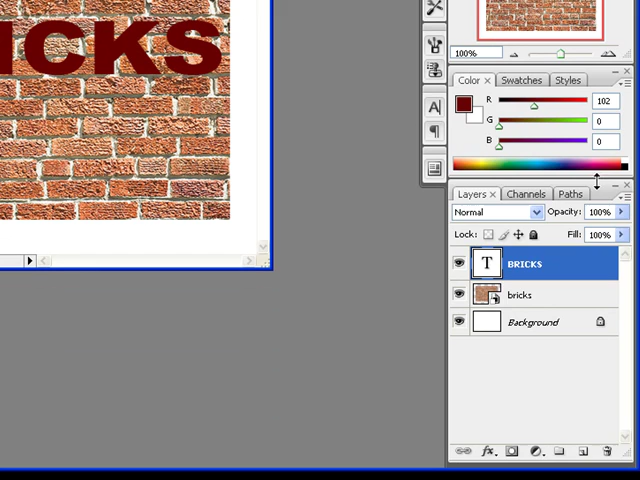 ICKS
100%
Color × Swatches Styles
R 102
G 0
B 0
Layers × Channels Paths
Normal Opacity: 100%
Lock: Fill: 100%
T BRICKS
bricks
Background
A
fx